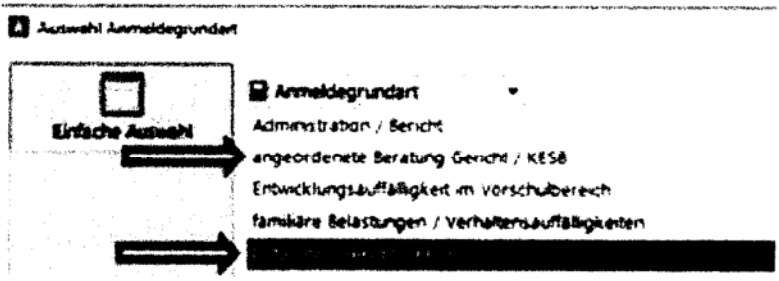 Auswahl Anmeldegrundart
Einfache Auswahl
Anmeldegrundart
Administration / Bericht
angeordenete Beratung Gericht / KESB
Entwicklungsauffälligkeit im Vorschulbereich
familiäre Belastungen / Verhaltensauffälligkeiten